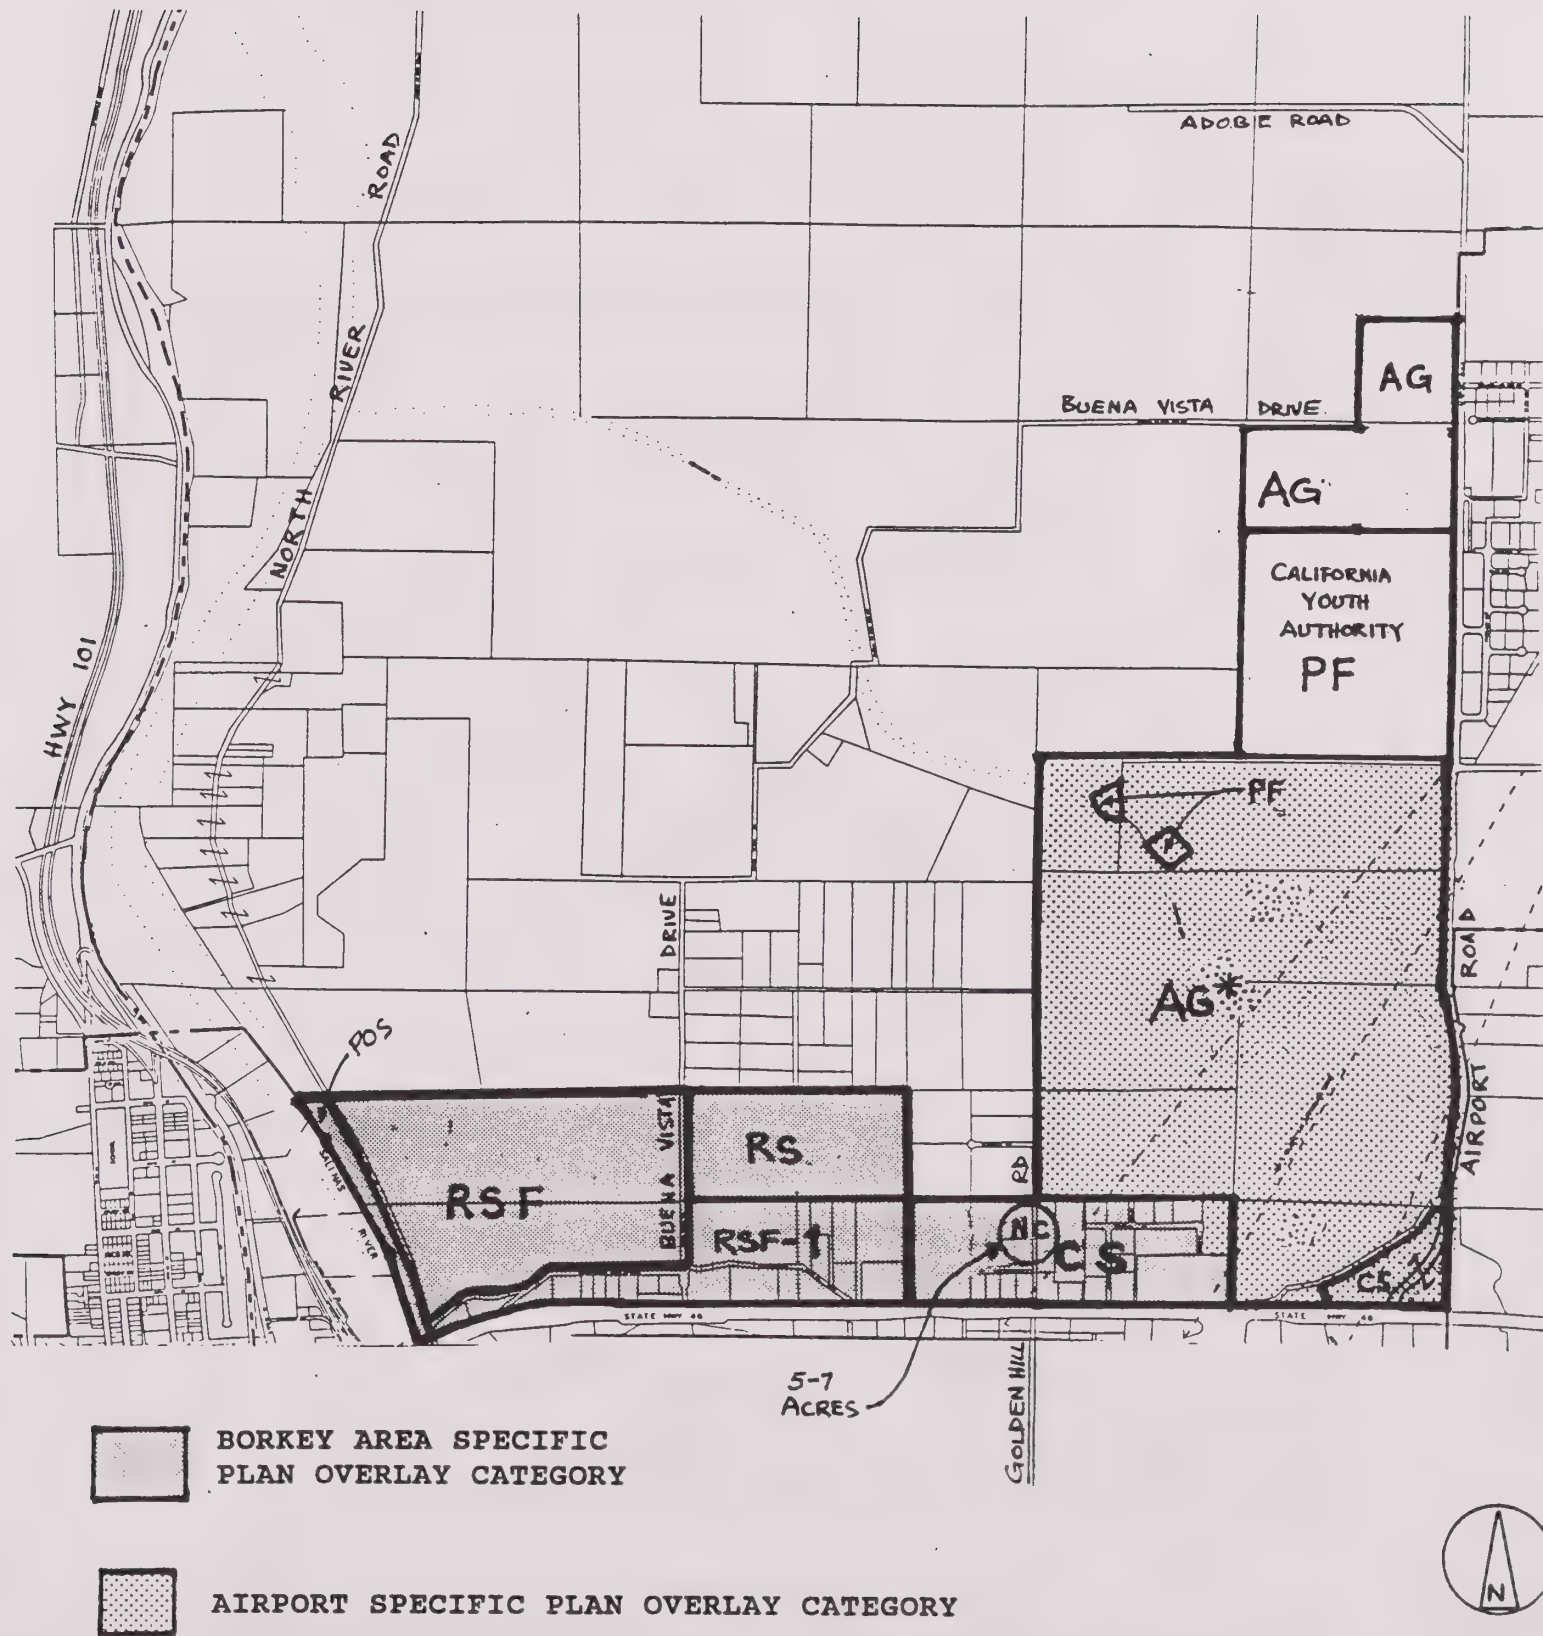 ADOBE ROAD
NORTH RIVER ROAD
AG
BUENA VISTA DRIVE
AG
CALIFORNIA
YOUTH
AUTHORITY
PF
HWY 101
PF
DRIVE
AG*
AIRPORT ROAD
POS
RSF
SALINAS
RIVER
BUENA VISTA
RS
RSF-1
RD
NC
CS
CS
STATE HWY 46
STATE HWY 46
5-7
ACRES
GOLDEN HILL
BORKEY AREA SPECIFIC
PLAN OVERLAY CATEGORY
AIRPORT SPECIFIC PLAN OVERLAY CATEGORY
N